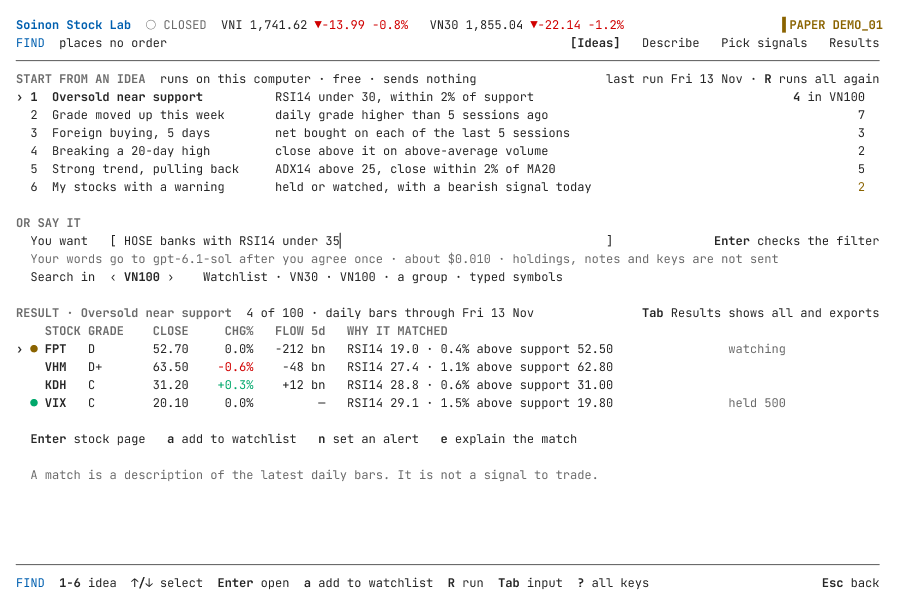 Soinon Stock Lab ○ CLOSED VNI 1,741.62 ▼-13.99 -0.8% VN30 1,855.04 ▼-22.14 -1.2% PAPER DEMO_01
FIND places no order [Ideas] Describe Pick signals Results
START FROM AN IDEA runs on this computer · free · sends nothing last run Fri 13 Nov · R runs all again
› 1 Oversold near support RSI14 under 30, within 2% of support 4 in VN100
2 Grade moved up this week daily grade higher than 5 sessions ago 7
3 Foreign buying, 5 days net bought on each of the last 5 sessions 3
4 Breaking a 20-day high close above it on above-average volume 2
5 Strong trend, pulling back ADX14 above 25, close within 2% of MA20 5
6 My stocks with a warning held or watched, with a bearish signal today 2
OR SAY IT
You want [ HOSE banks with RSI14 under 35 ] Enter checks the filter
Your words go to gpt-6.1-sol after you agree once · about $0.010 · holdings, notes and keys are not sent
Search in ‹ VN100 › Watchlist · VN30 · VN100 · a group · typed symbols
RESULT · Oversold near support 4 of 100 · daily bars through Fri 13 Nov Tab Results shows all and exports
STOCK GRADE CLOSE CHG% FLOW 5d WHY IT MATCHED
› ● FPT D 52.70 0.0% -212 bn RSI14 19.0 · 0.4% above support 52.50 watching
VHM D+ 63.50 -0.6% -48 bn RSI14 27.4 · 1.1% above support 62.80
KDH C 31.20 +0.3% +12 bn RSI14 28.8 · 0.6% above support 31.00
● VIX C 20.10 0.0% — RSI14 29.1 · 1.5% above support 19.80 held 500
Enter stock page a add to watchlist n set an alert e explain the match
A match is a description of the latest daily bars. It is not a signal to trade.
FIND 1-6 idea ↑/↓ select Enter open a add to watchlist R run Tab input ? all keys Esc back